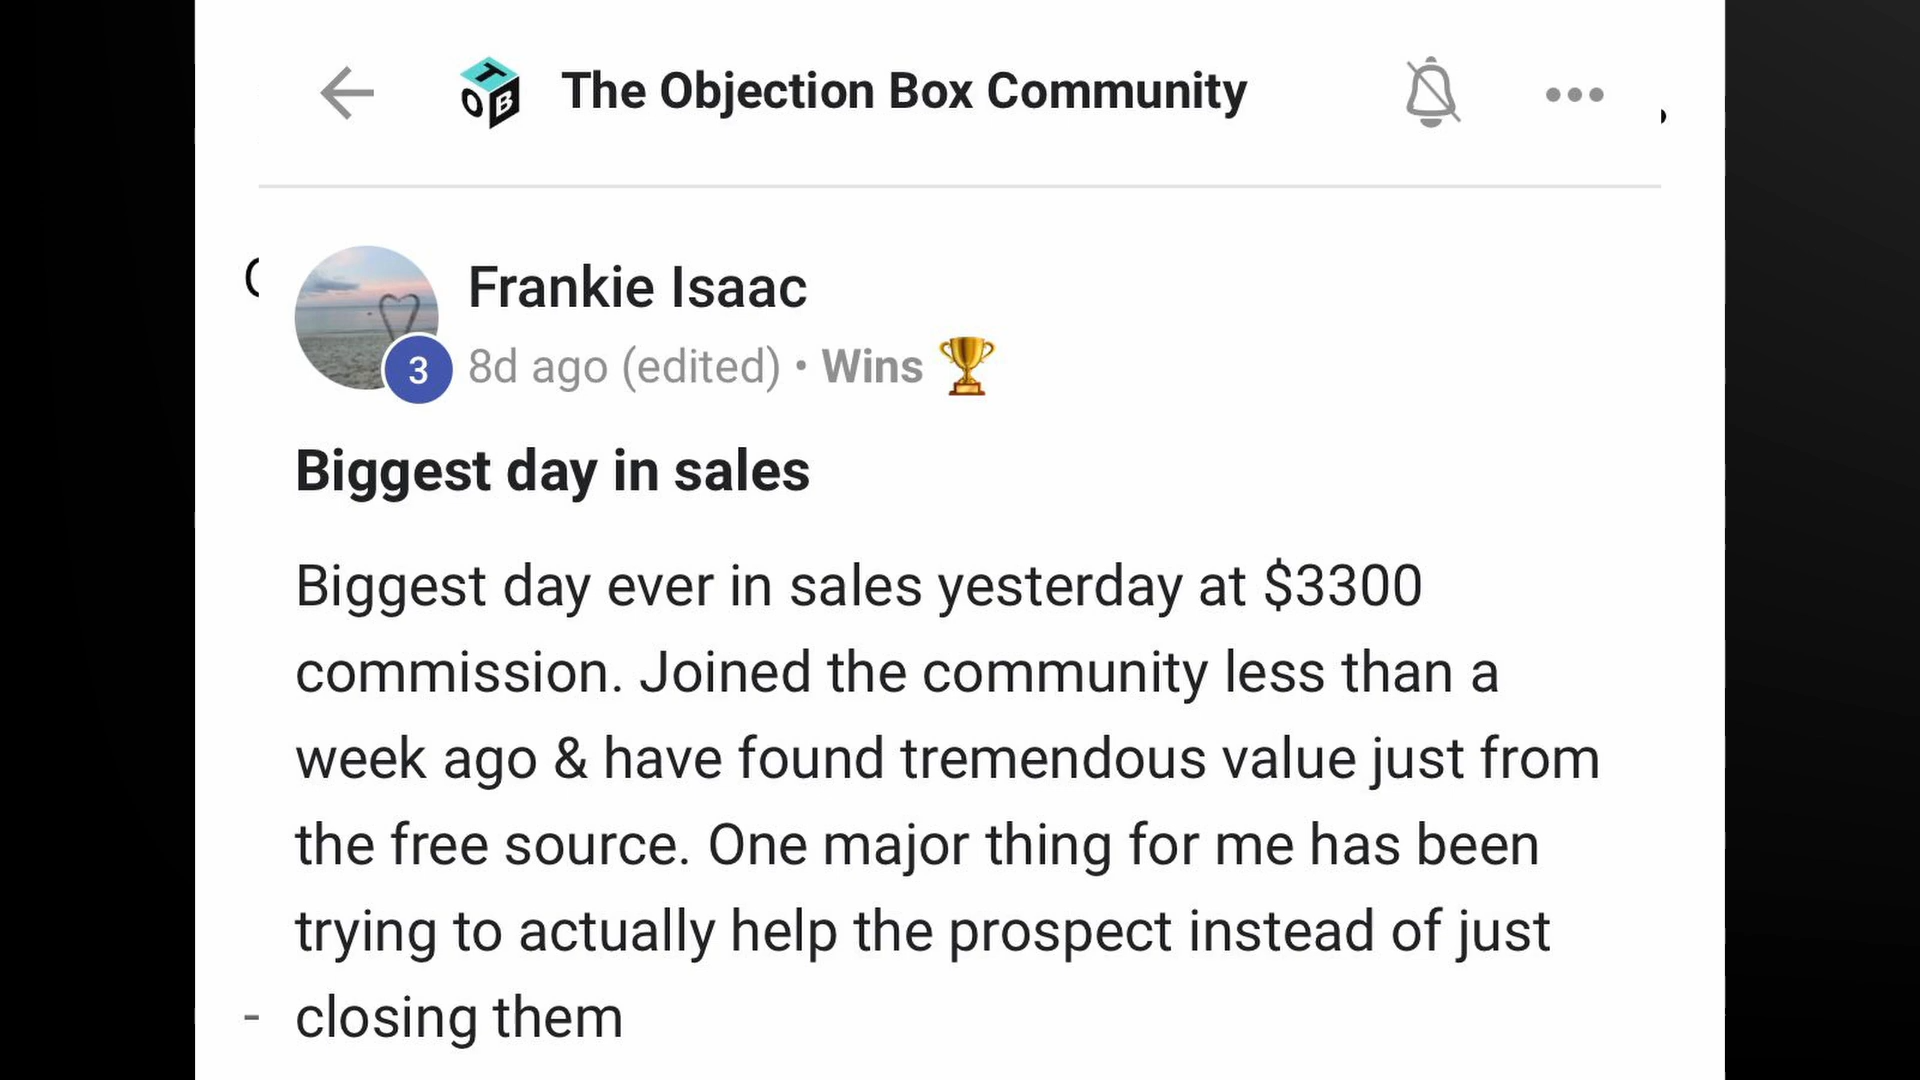 T O B The Objection Box Community
Frankie Isaac
3 8d ago (edited) • Wins 🏆
Biggest day in sales
Biggest day ever in sales yesterday at $3300
commission. Joined the community less than a
week ago & have found tremendous value just from
the free source. One major thing for me has been
trying to actually help the prospect instead of just
- closing them